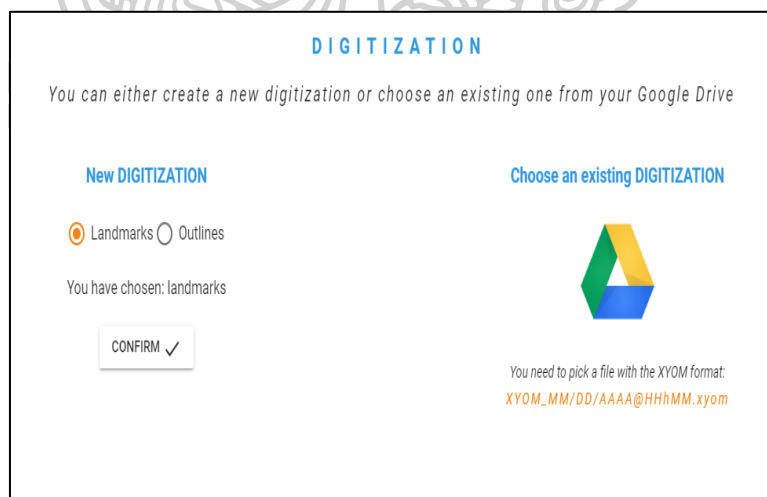 DIGITIZATION
You can either create a new digitization or choose an existing one from your Google Drive
New DIGITIZATION
Landmarks Outlines
You have chosen: landmarks
CONFIRM
Choose an existing DIGITIZATION
You need to pick a file with the XYOM format:
XYOM_MM/DD/AAAA@HHhMM.xyom